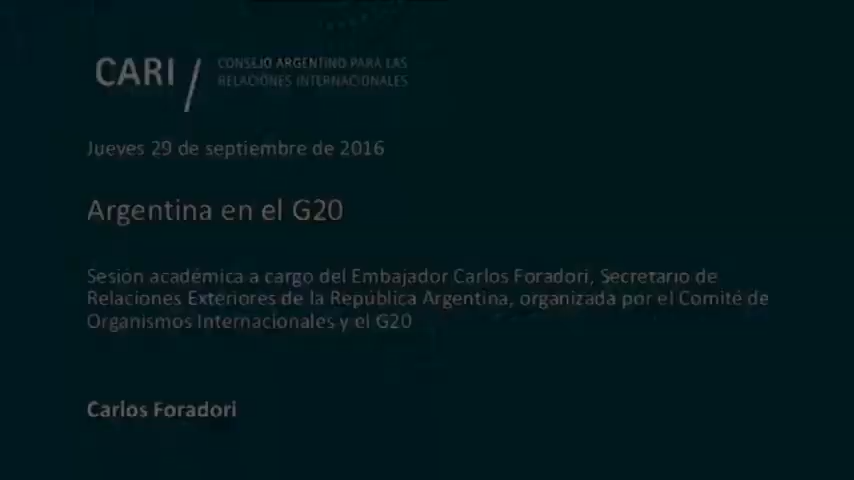 CARI
CONSEJO ARGENTINO PARA LAS
RELACIONES INTERNACIONALES
Jueves 29 de septiembre de 2016
Argentina en el G20
Sesión académica a cargo del Embajador Carlos Foradori, Secretario de
Relaciones Exteriores de la República Argentina, organizada por el Comité de
Organismos Internacionales y el G20
Carlos Foradori